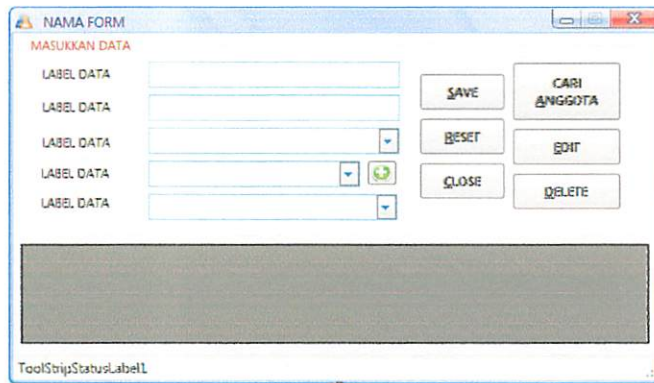 NAMA FORM
MASUKKAN DATA
LABEL DATA
LABEL DATA
LABEL DATA
LABEL DATA
LABEL DATA
SAVE
RESET
CLOSE
CARI
ANGGOTA
EDIT
DELETE
ToolStripStatusLabel1